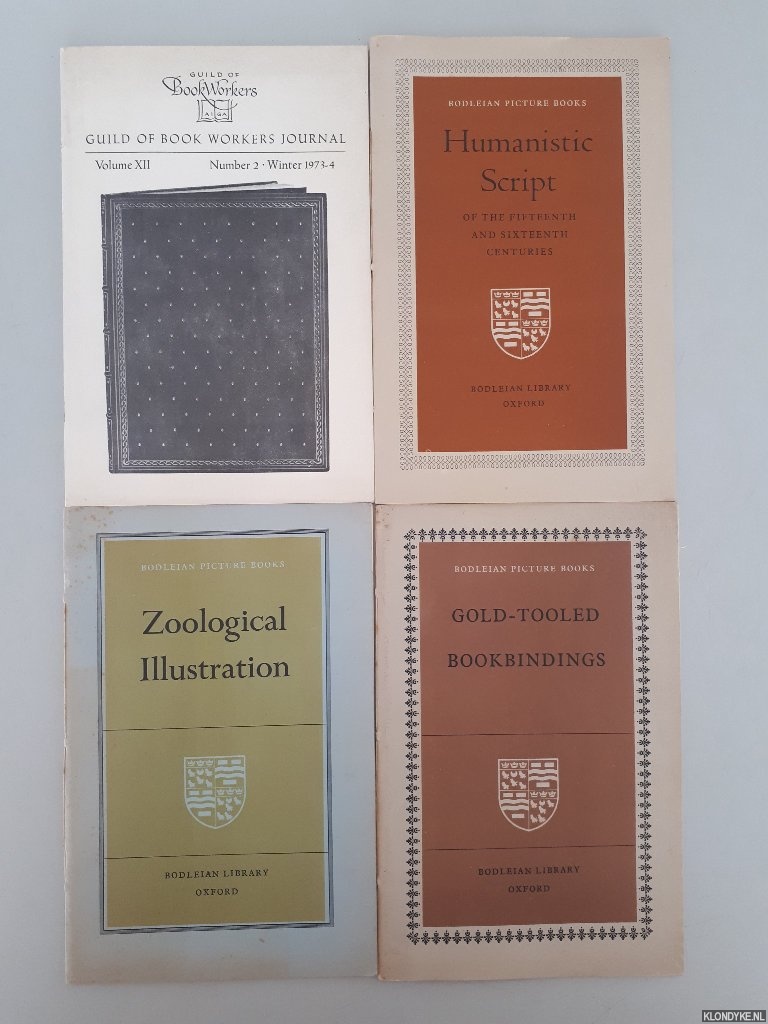 GUILD OF
BookWorkers
AIGA
GUILD OF BOOK WORKERS JOURNAL
Volume XII Number 2 · Winter 1973-4
BODLEIAN PICTURE BOOKS
Humanistic
Script
OF THE FIFTEENTH
AND SIXTEENTH
CENTURIES
BODLEIAN LIBRARY
OXFORD
BODLEIAN PICTURE BOOKS
Zoological
Illustration
BODLEIAN LIBRARY
OXFORD
BODLEIAN PICTURE BOOKS
GOLD-TOOLED
BOOKBINDINGS
BODLEIAN LIBRARY
OXFORD
KLONDYKE.NL